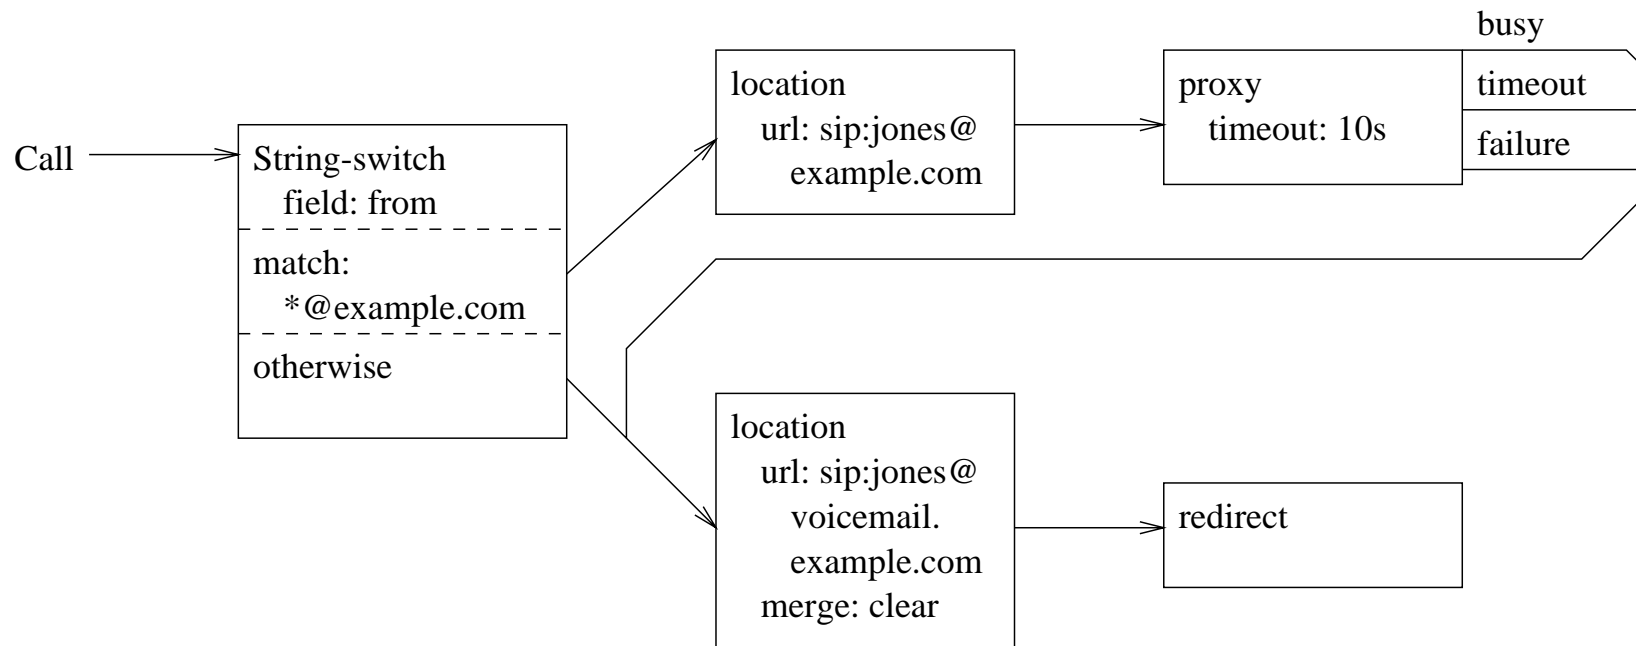 Call
String-switch
field: from
match:
*@example.com
otherwise
location
url: sip:jones@
example.com
proxy
timeout: 10s
busy
timeout
failure
location
url: sip:jones@
voicemail.
example.com
merge: clear
redirect